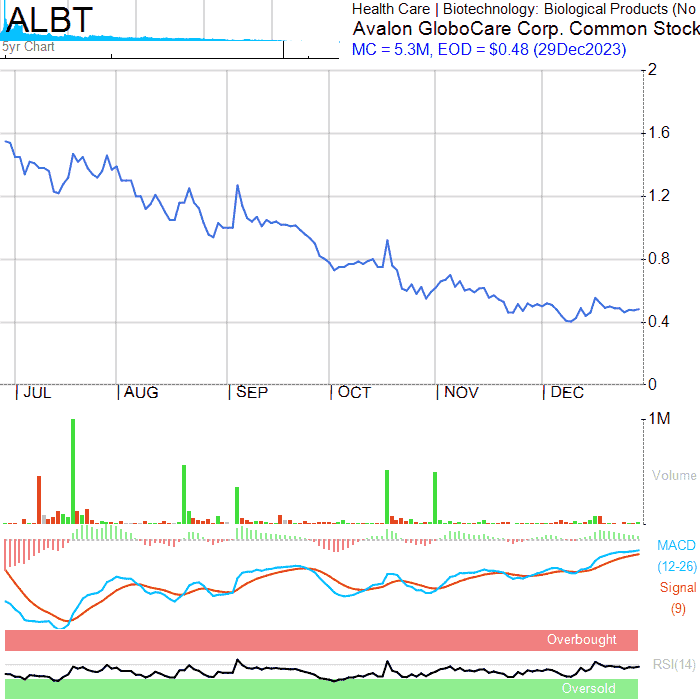 ALBT
5yr Chart
Health Care | Biotechnology: Biological Products (No
Avalon GloboCare Corp. Common Stock
MC = 5.3M, EOD = $0.48 (29Dec2023)
2
1.6
1.2
0.8
0.4
0
JUL AUG SEP OCT NOV DEC
1M
Volume
MACD
(12-26)
Signal
(9)
Overbought
RSI(14)
Oversold